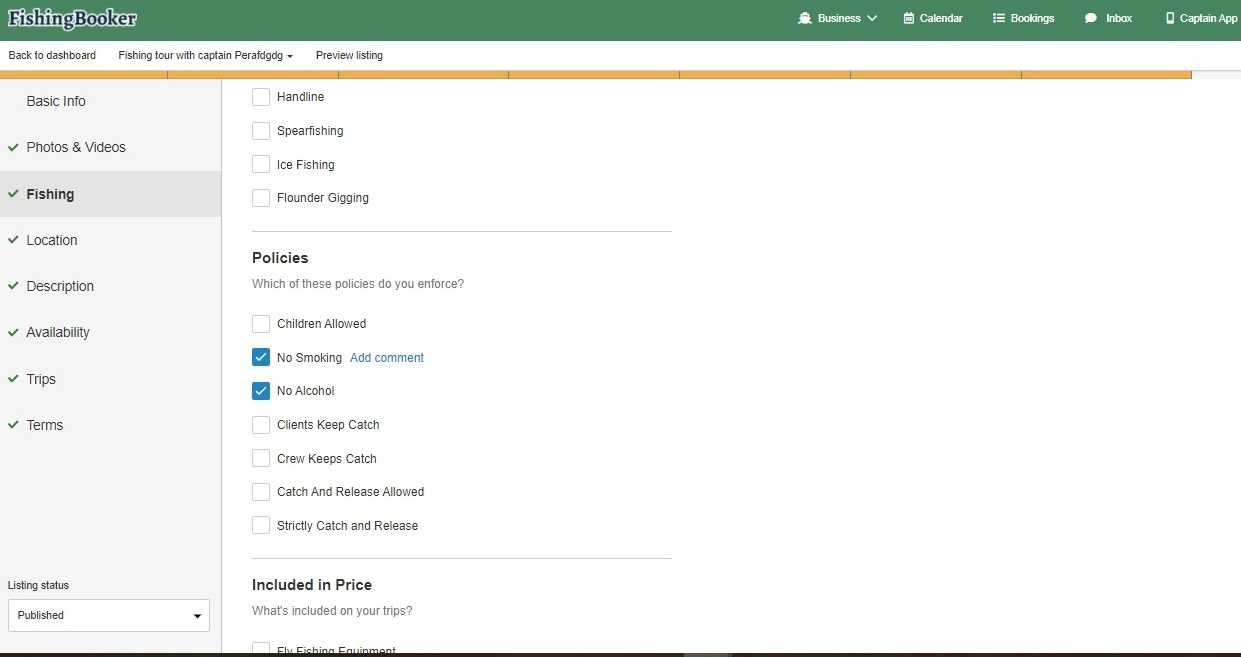 FishingBooker
Business
Calendar
Bookings
Inbox
Captain App
Back to dashboard
Fishing tour with captain Perafdgdg
Preview listing
Basic Info
Photos & Videos
Fishing
Location
Description
Availability
Trips
Terms
Listing status
Published
Handline
Spearfishing
Ice Fishing
Flounder Gigging
Policies
Which of these policies do you enforce?
Children Allowed
No Smoking Add comment
No Alcohol
Clients Keep Catch
Crew Keeps Catch
Catch And Release Allowed
Strictly Catch and Release
Included in Price
What's included on your trips?
Fly Fishing Equipment